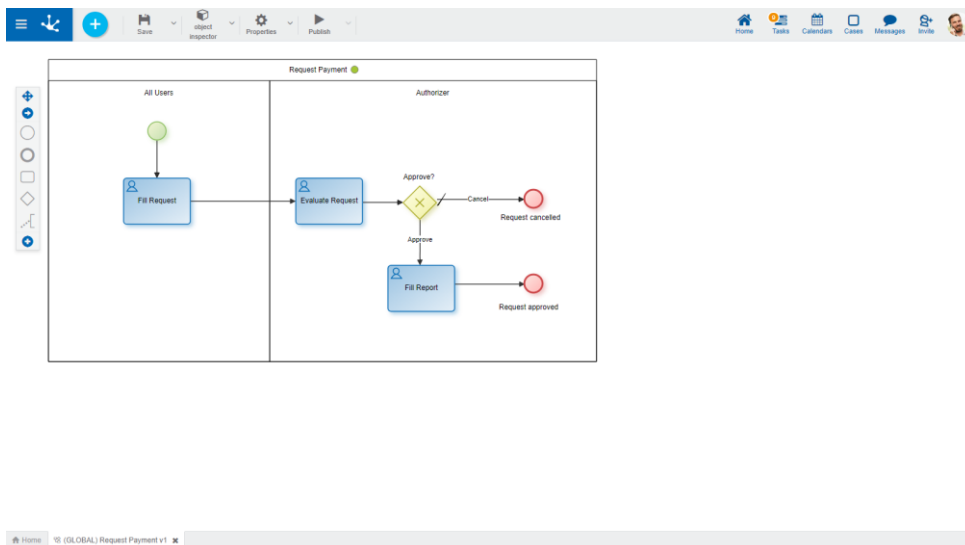 Save
object
inspector
Properties
Publish
Home
Tasks
Calendars
Cases
Messages
Invite
Request Payment
All Users
Authorizer
Fill Request
Evaluate Request
Approve?
Cancel
Request cancelled
Approve
Fill Report
Request approved
Home
(GLOBAL) Request Payment v1